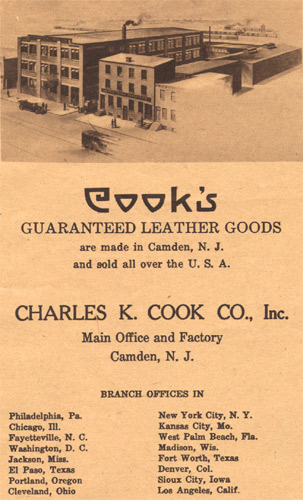 Cook's
GUARANTEED LEATHER GOODS
are made in Camden, N. J.
and sold all over the U. S. A.
CHARLES K. COOK CO., Inc.
Main Office and Factory
Camden, N. J.
BRANCH OFFICES IN
Philadelphia, Pa.
Chicago, Ill.
Fayetteville, N. C.
Washington, D. C.
Jackson, Miss.
El Paso, Texas
Portland, Oregon
Cleveland, Ohio
New York City, N. Y.
Kansas City, Mo.
West Palm Beach, Fla.
Madison, Wis.
Fort Worth, Texas
Denver, Col.
Sioux City, Iowa
Los Angeles, Calif.